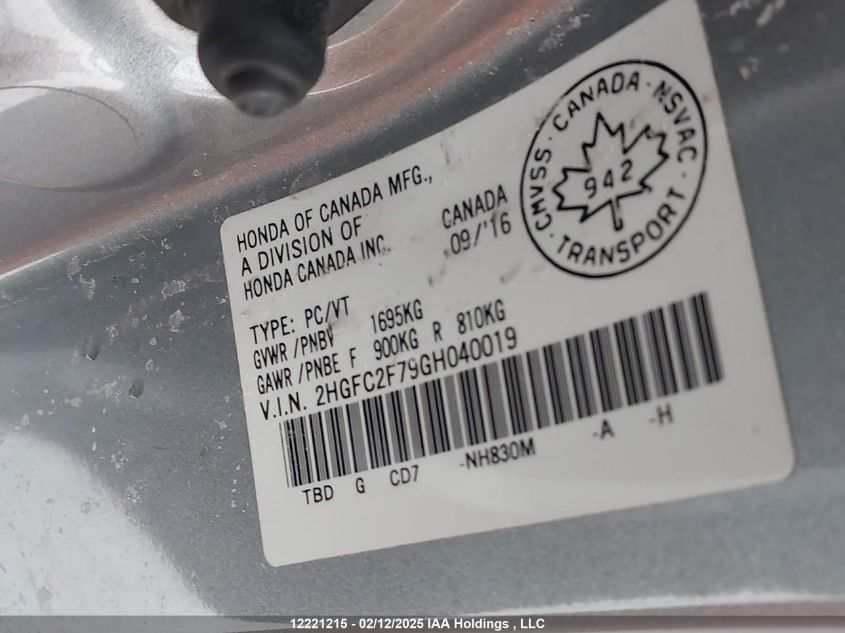 HONDA OF CANADA MFG.,
A DIVISION OF
HONDA CANADA INC.
CANADA
09/'16
CMVSS · CANADA · NSVAC
942
· TRANSPORT ·
TYPE: PC/VT
GVWR /PNBV 1695KG
GAWR /PNBE F 900KG R 810KG
V.I.N. 2HGFC2F79GH040019
TBD G CD7 -NH830M -A -H
12221215 - 02/12/2025 IAA Holdings , LLC